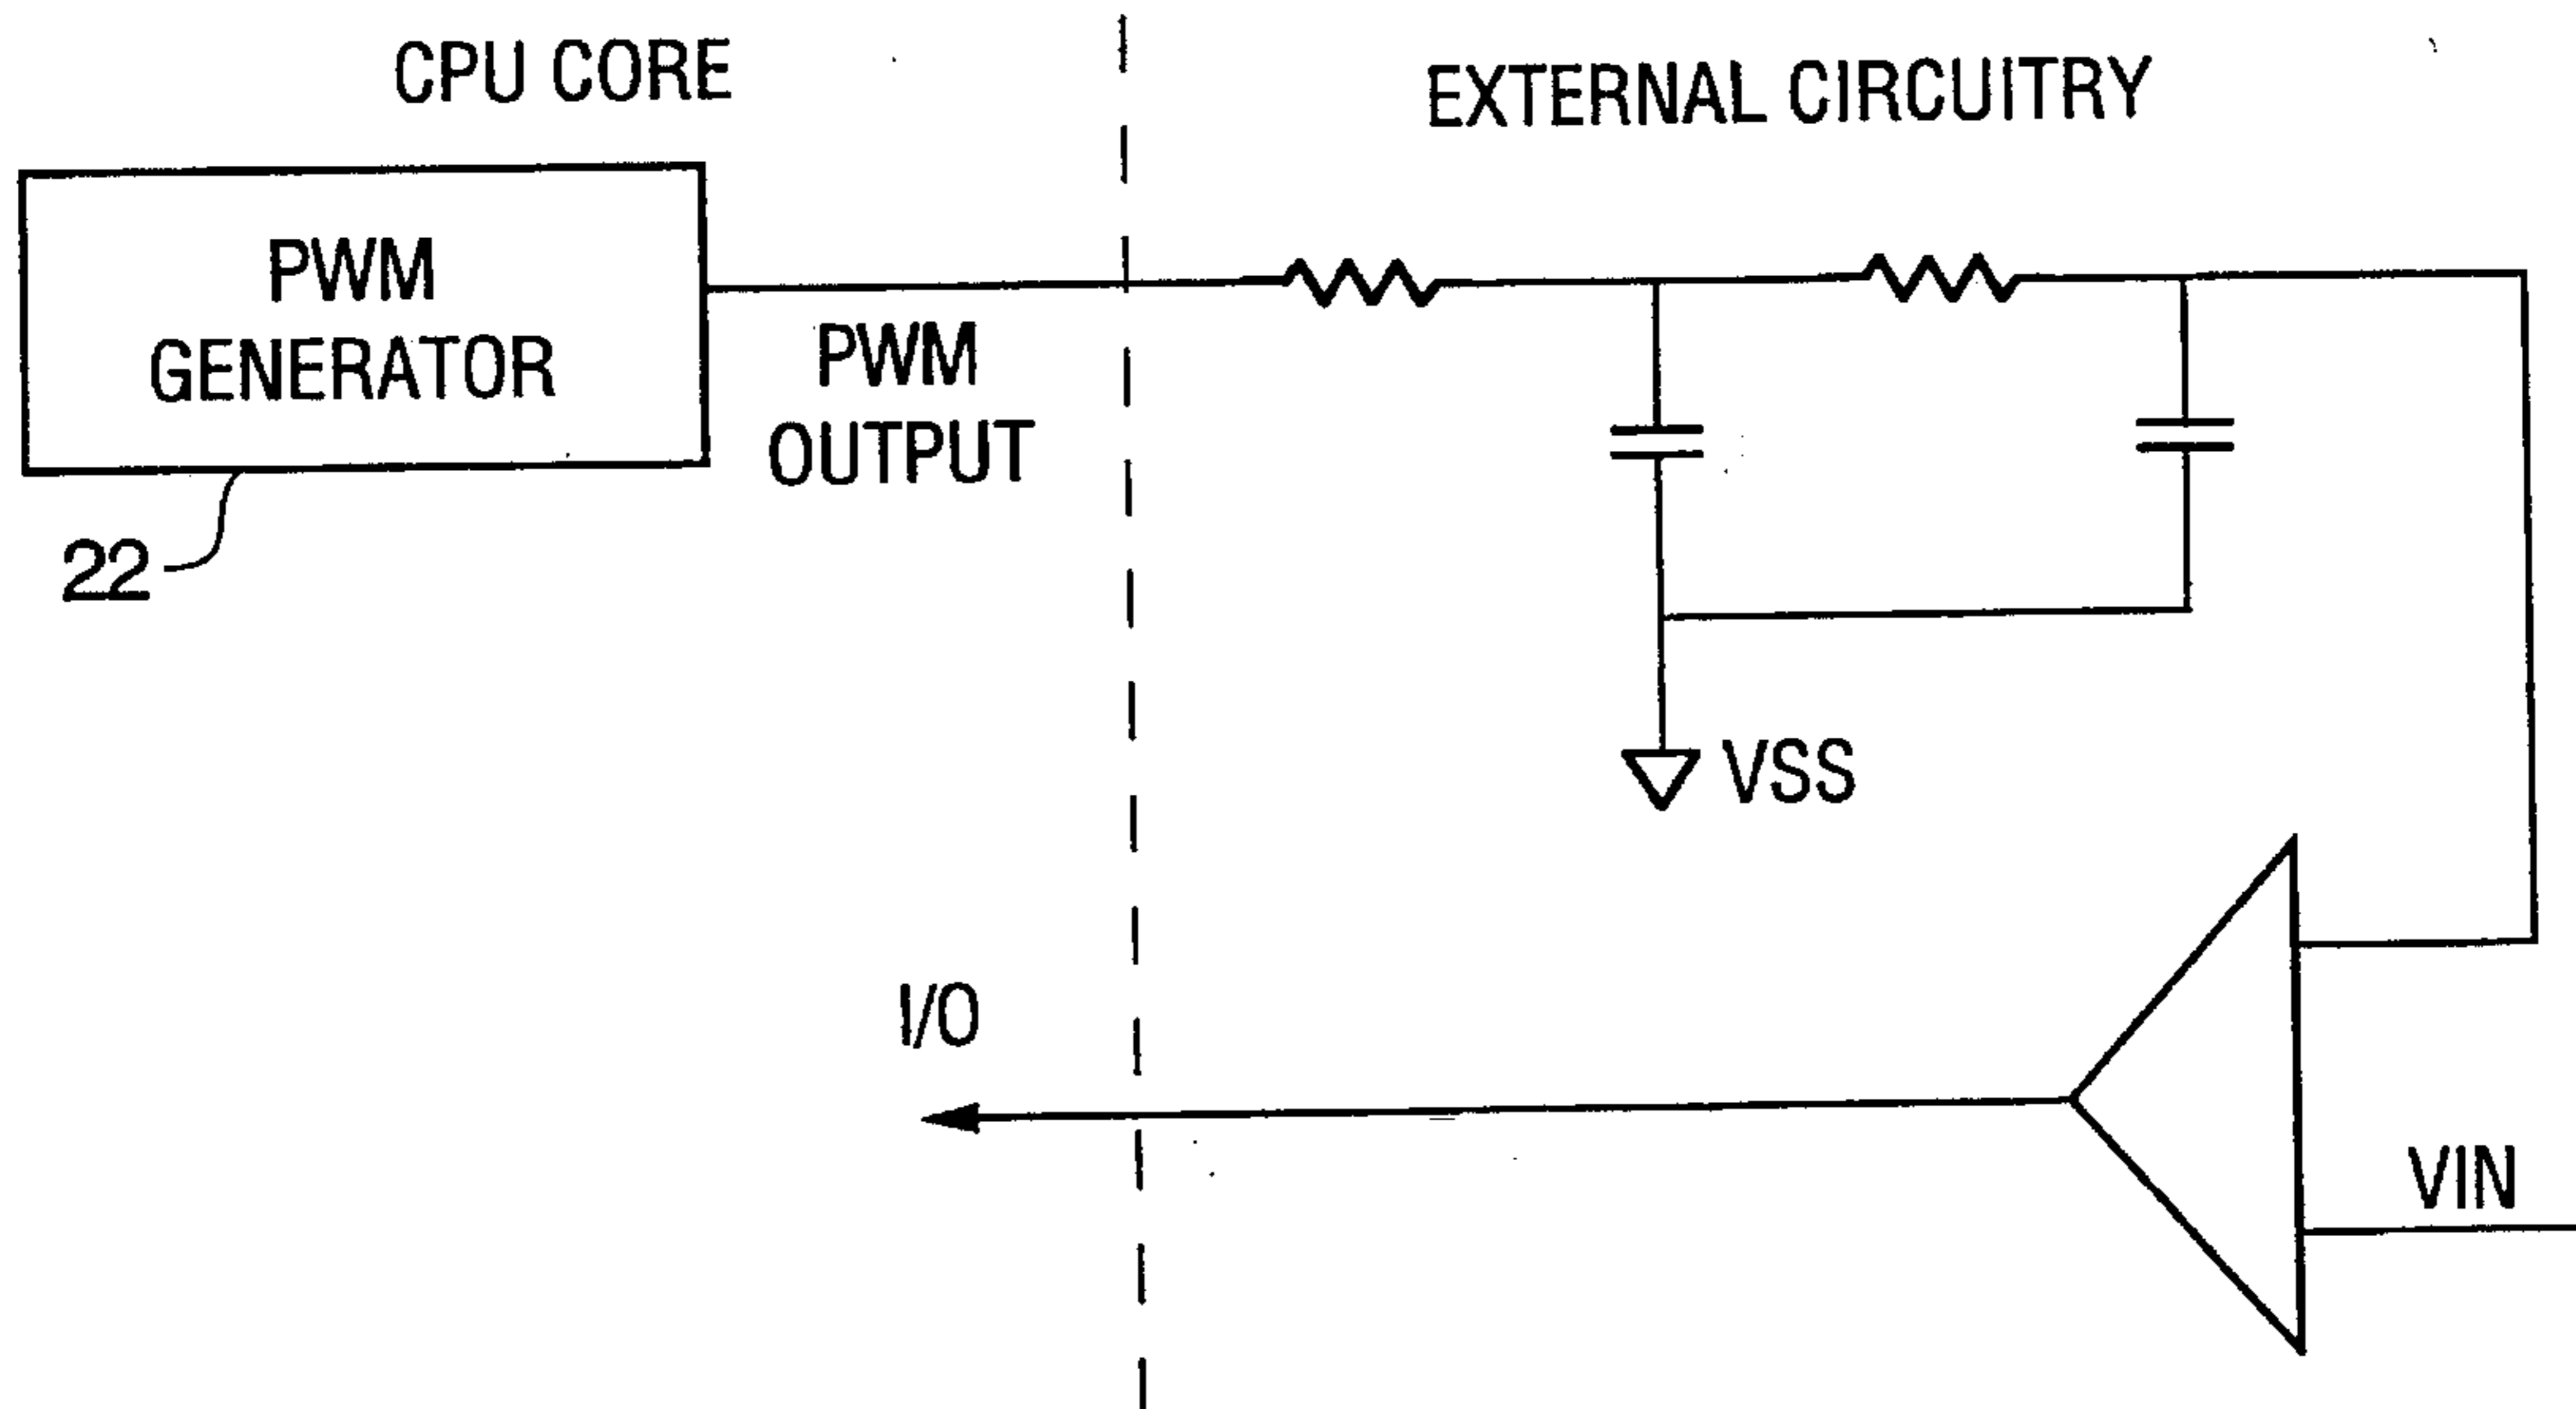 CPU CORE
EXTERNAL CIRCUITRY
PWM
GENERATOR
PWM
OUTPUT
22
VSS
I/O
VIN